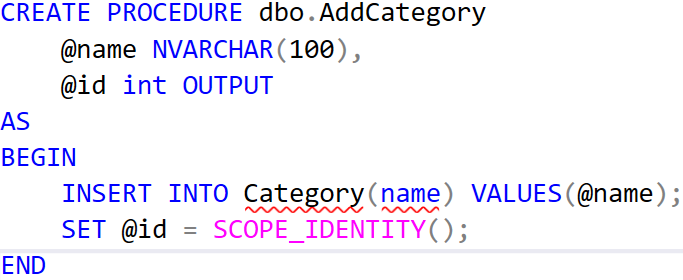 CREATE PROCEDURE dbo.AddCategory
    @name NVARCHAR(100),
    @id int OUTPUT
AS
BEGIN
    INSERT INTO Category(name) VALUES(@name);
    SET @id = SCOPE_IDENTITY();
END